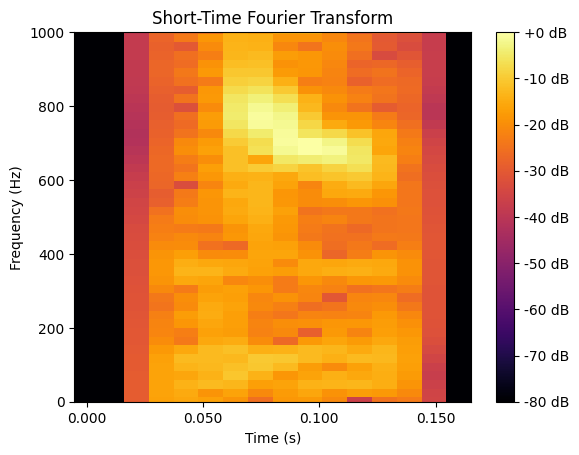 Short-Time Fourier Transform
1000
800
600
400
200
0
Frequency (Hz)
0.000
0.050
0.100
0.150
Time (s)
+0 dB
-10 dB
-20 dB
-30 dB
-40 dB
-50 dB
-60 dB
-70 dB
-80 dB